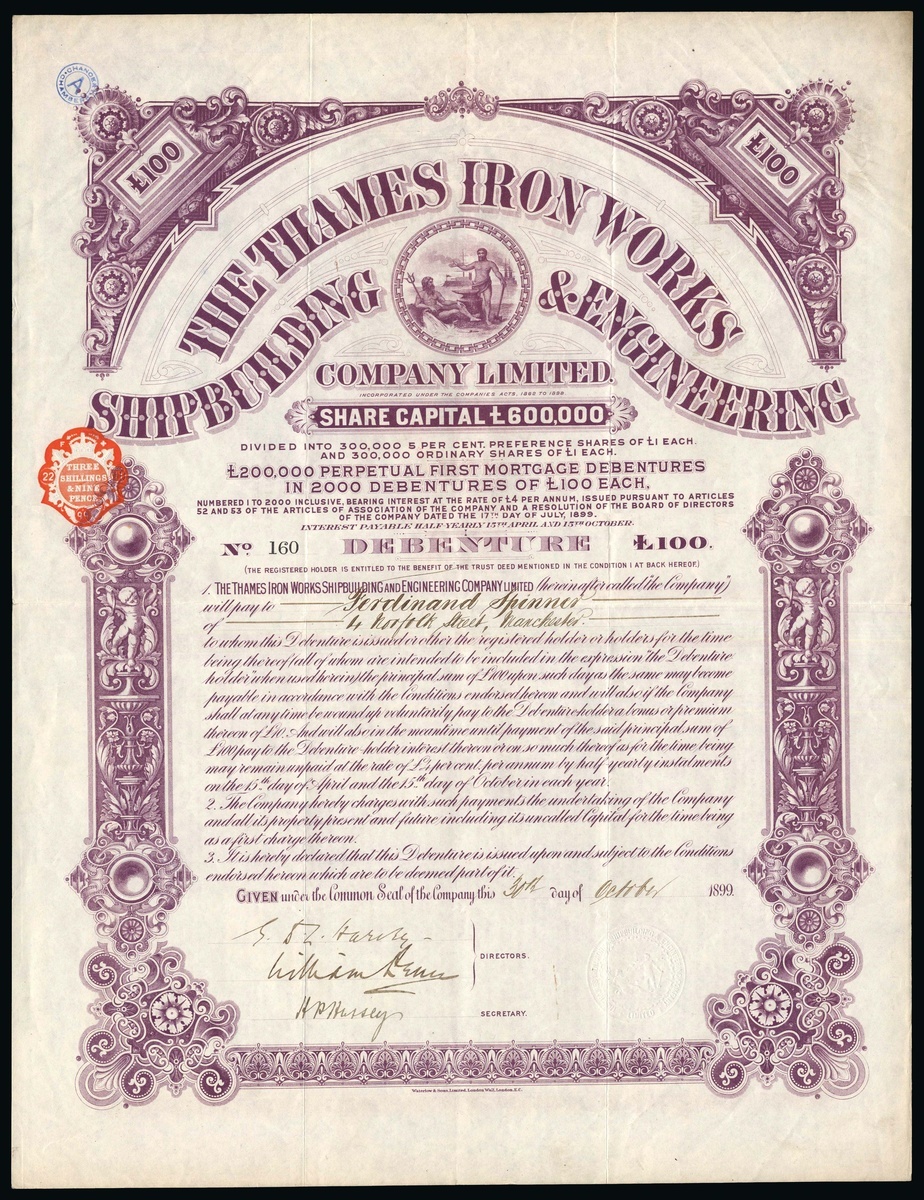 £100
£100
THE THAMES IRON WORKS
SHIPBUILDING & ENGINEERING
COMPANY LIMITED.
INCORPORATED UNDER THE COMPANIES ACTS, 1862 TO 1898.
SHARE CAPITAL £600,000
DIVIDED INTO 300,000 5 PER CENT. PREFERENCE SHARES OF £1 EACH.
AND 300,000 ORDINARY SHARES OF £1 EACH.
£200,000 PERPETUAL FIRST MORTGAGE DEBENTURES
IN 2000 DEBENTURES OF £100 EACH,
NUMBERED 1 TO 2000 INCLUSIVE, BEARING INTEREST AT THE RATE OF £4 PER ANNUM, ISSUED PURSUANT TO ARTICLES
52 AND 53 OF THE ARTICLES OF ASSOCIATION OF THE COMPANY AND A RESOLUTION OF THE BOARD OF DIRECTORS
OF THE COMPANY DATED THE 17TH DAY OF JULY, 1899.
INTEREST PAYABLE HALF-YEARLY 15TH APRIL AND 15TH OCTOBER.
THREE
SHILLINGS
& NINE
PENCE
22
No 160 DEBENTURE £100.
(THE REGISTERED HOLDER IS ENTITLED TO THE BENEFIT OF THE TRUST DEED MENTIONED IN THE CONDITION 1 AT BACK HEREOF.)
1. THE THAMES IRON WORKS SHIPBUILDING AND ENGINEERING COMPANY LIMITED (hereinafter called "the Company")
will pay to Ferdinand Spinner
of 4 Norfolk Street, Manchester.
to whom this Debenture is issued or other the registered holder or holders for the time
being thereof (all of whom are intended to be included in the expression "the Debenture
holder" when used herein) the principal sum of £100 upon such day as the same may become
payable in accordance with the Conditions endorsed hereon and will also if the Company
shall at any time be wound up voluntarily pay to the Debenture-holder a bonus or premium
thereon of £10. And will also in the meantime until payment of the said principal sum of
£100 pay to the Debenture-holder interest thereon or on so much thereof as for the time being
may remain unpaid at the rate of £4 per cent. per annum by half yearly instalments
on the 15th day of April and the 15th day of October in each year.
2. The Company hereby charges with such payments the undertaking of the Company
and all its property present and future including its uncalled Capital for the time being
as a first charge thereon.
3. It is hereby declared that this Debenture is issued upon and subject to the Conditions
endorsed hereon which are to be deemed part of it.
GIVEN under the Common Seal of the Company this 30th day of October 1899.
DIRECTORS.
H P Hussey
SECRETARY.
Waterlow & Sons, Limited, London Wall, London, E.C.